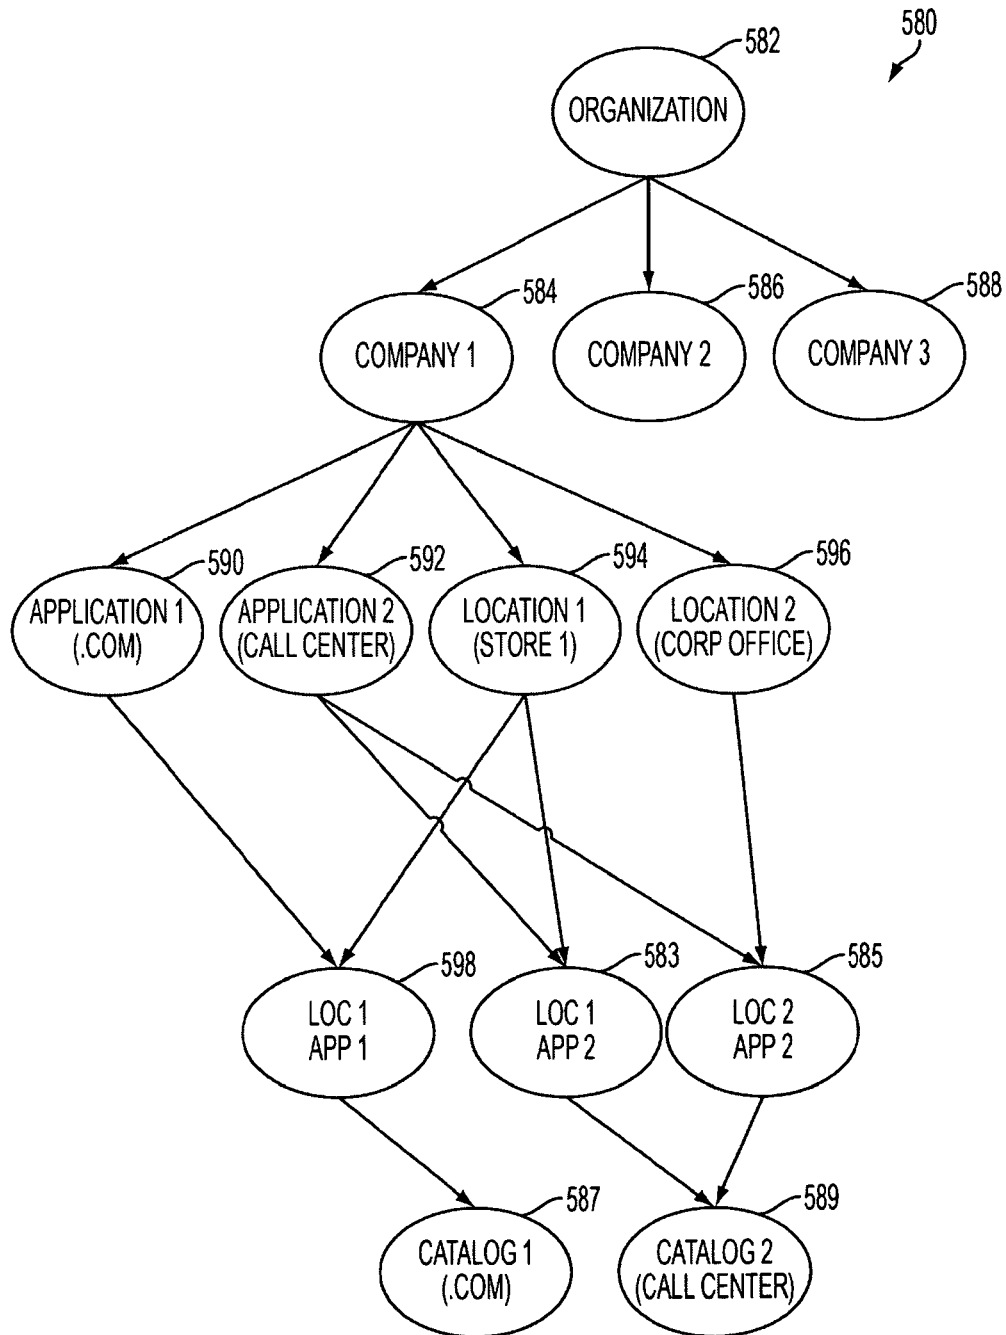 580
582
ORGANIZATION
584
586
588
COMPANY 1
COMPANY 2
COMPANY 3
590
592
594
596
APPLICATION 1
(.COM)
APPLICATION 2
(CALL CENTER)
LOCATION 1
(STORE 1)
LOCATION 2
(CORP OFFICE)
598
583
585
LOC 1
APP 1
LOC 1
APP 2
LOC 2
APP 2
587
589
CATALOG 1
(.COM)
CATALOG 2
(CALL CENTER)